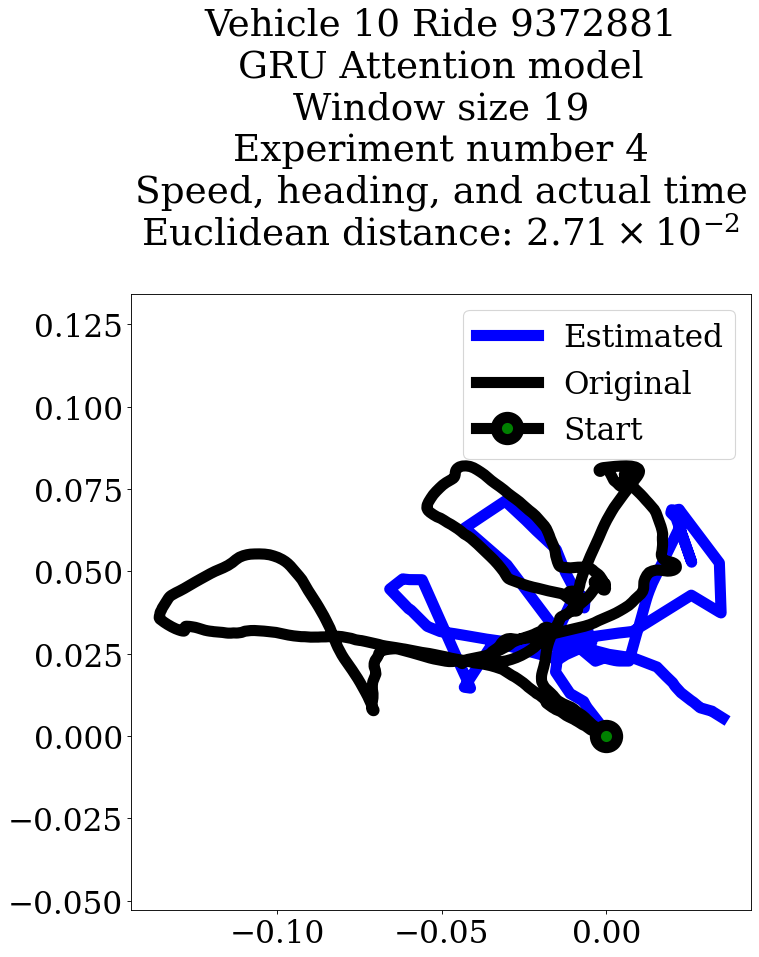 Vehicle 10 Ride 9372881
GRU Attention model
Window size 19
Experiment number 4
Speed, heading, and actual time
Euclidean distance: 2.71 × 10⁻²
Estimated
Original
Start
0.125
0.100
0.075
0.050
0.025
0.000
−0.025
−0.050
−0.10
−0.05
0.00